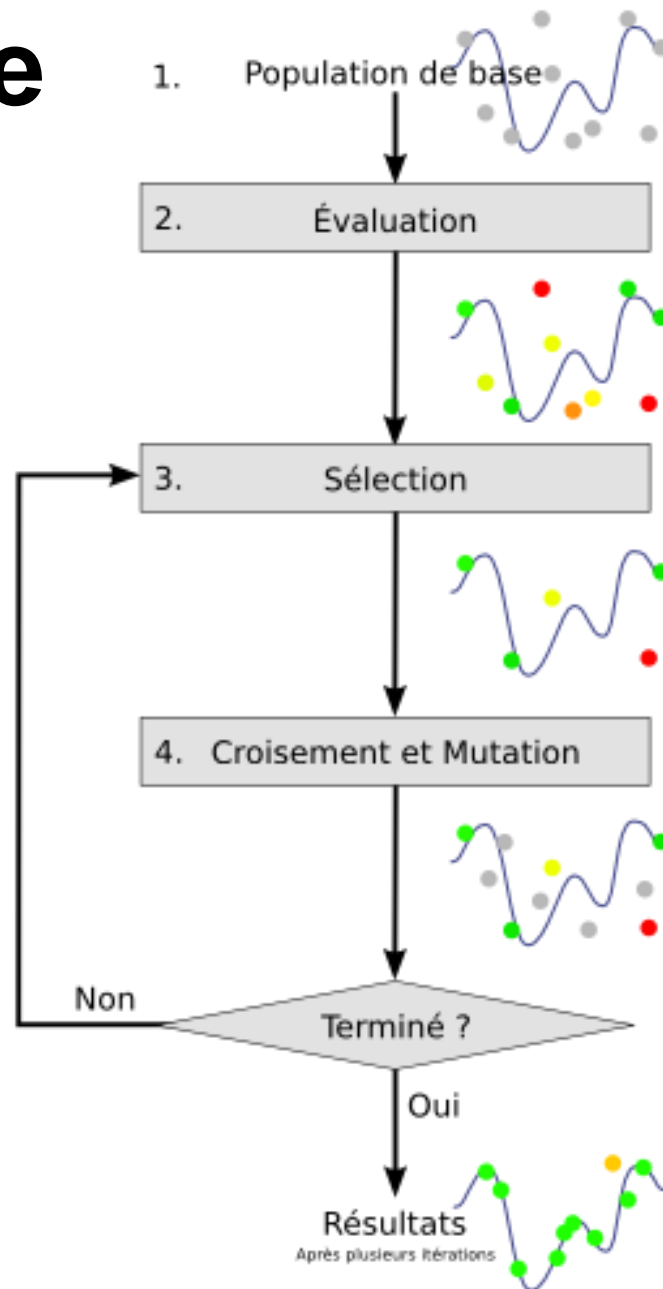 e
1. Population de base
2. Évaluation
3. Sélection
4. Croisement et Mutation
Terminé ?
Non
Oui
Résultats
Après plusieurs itérations